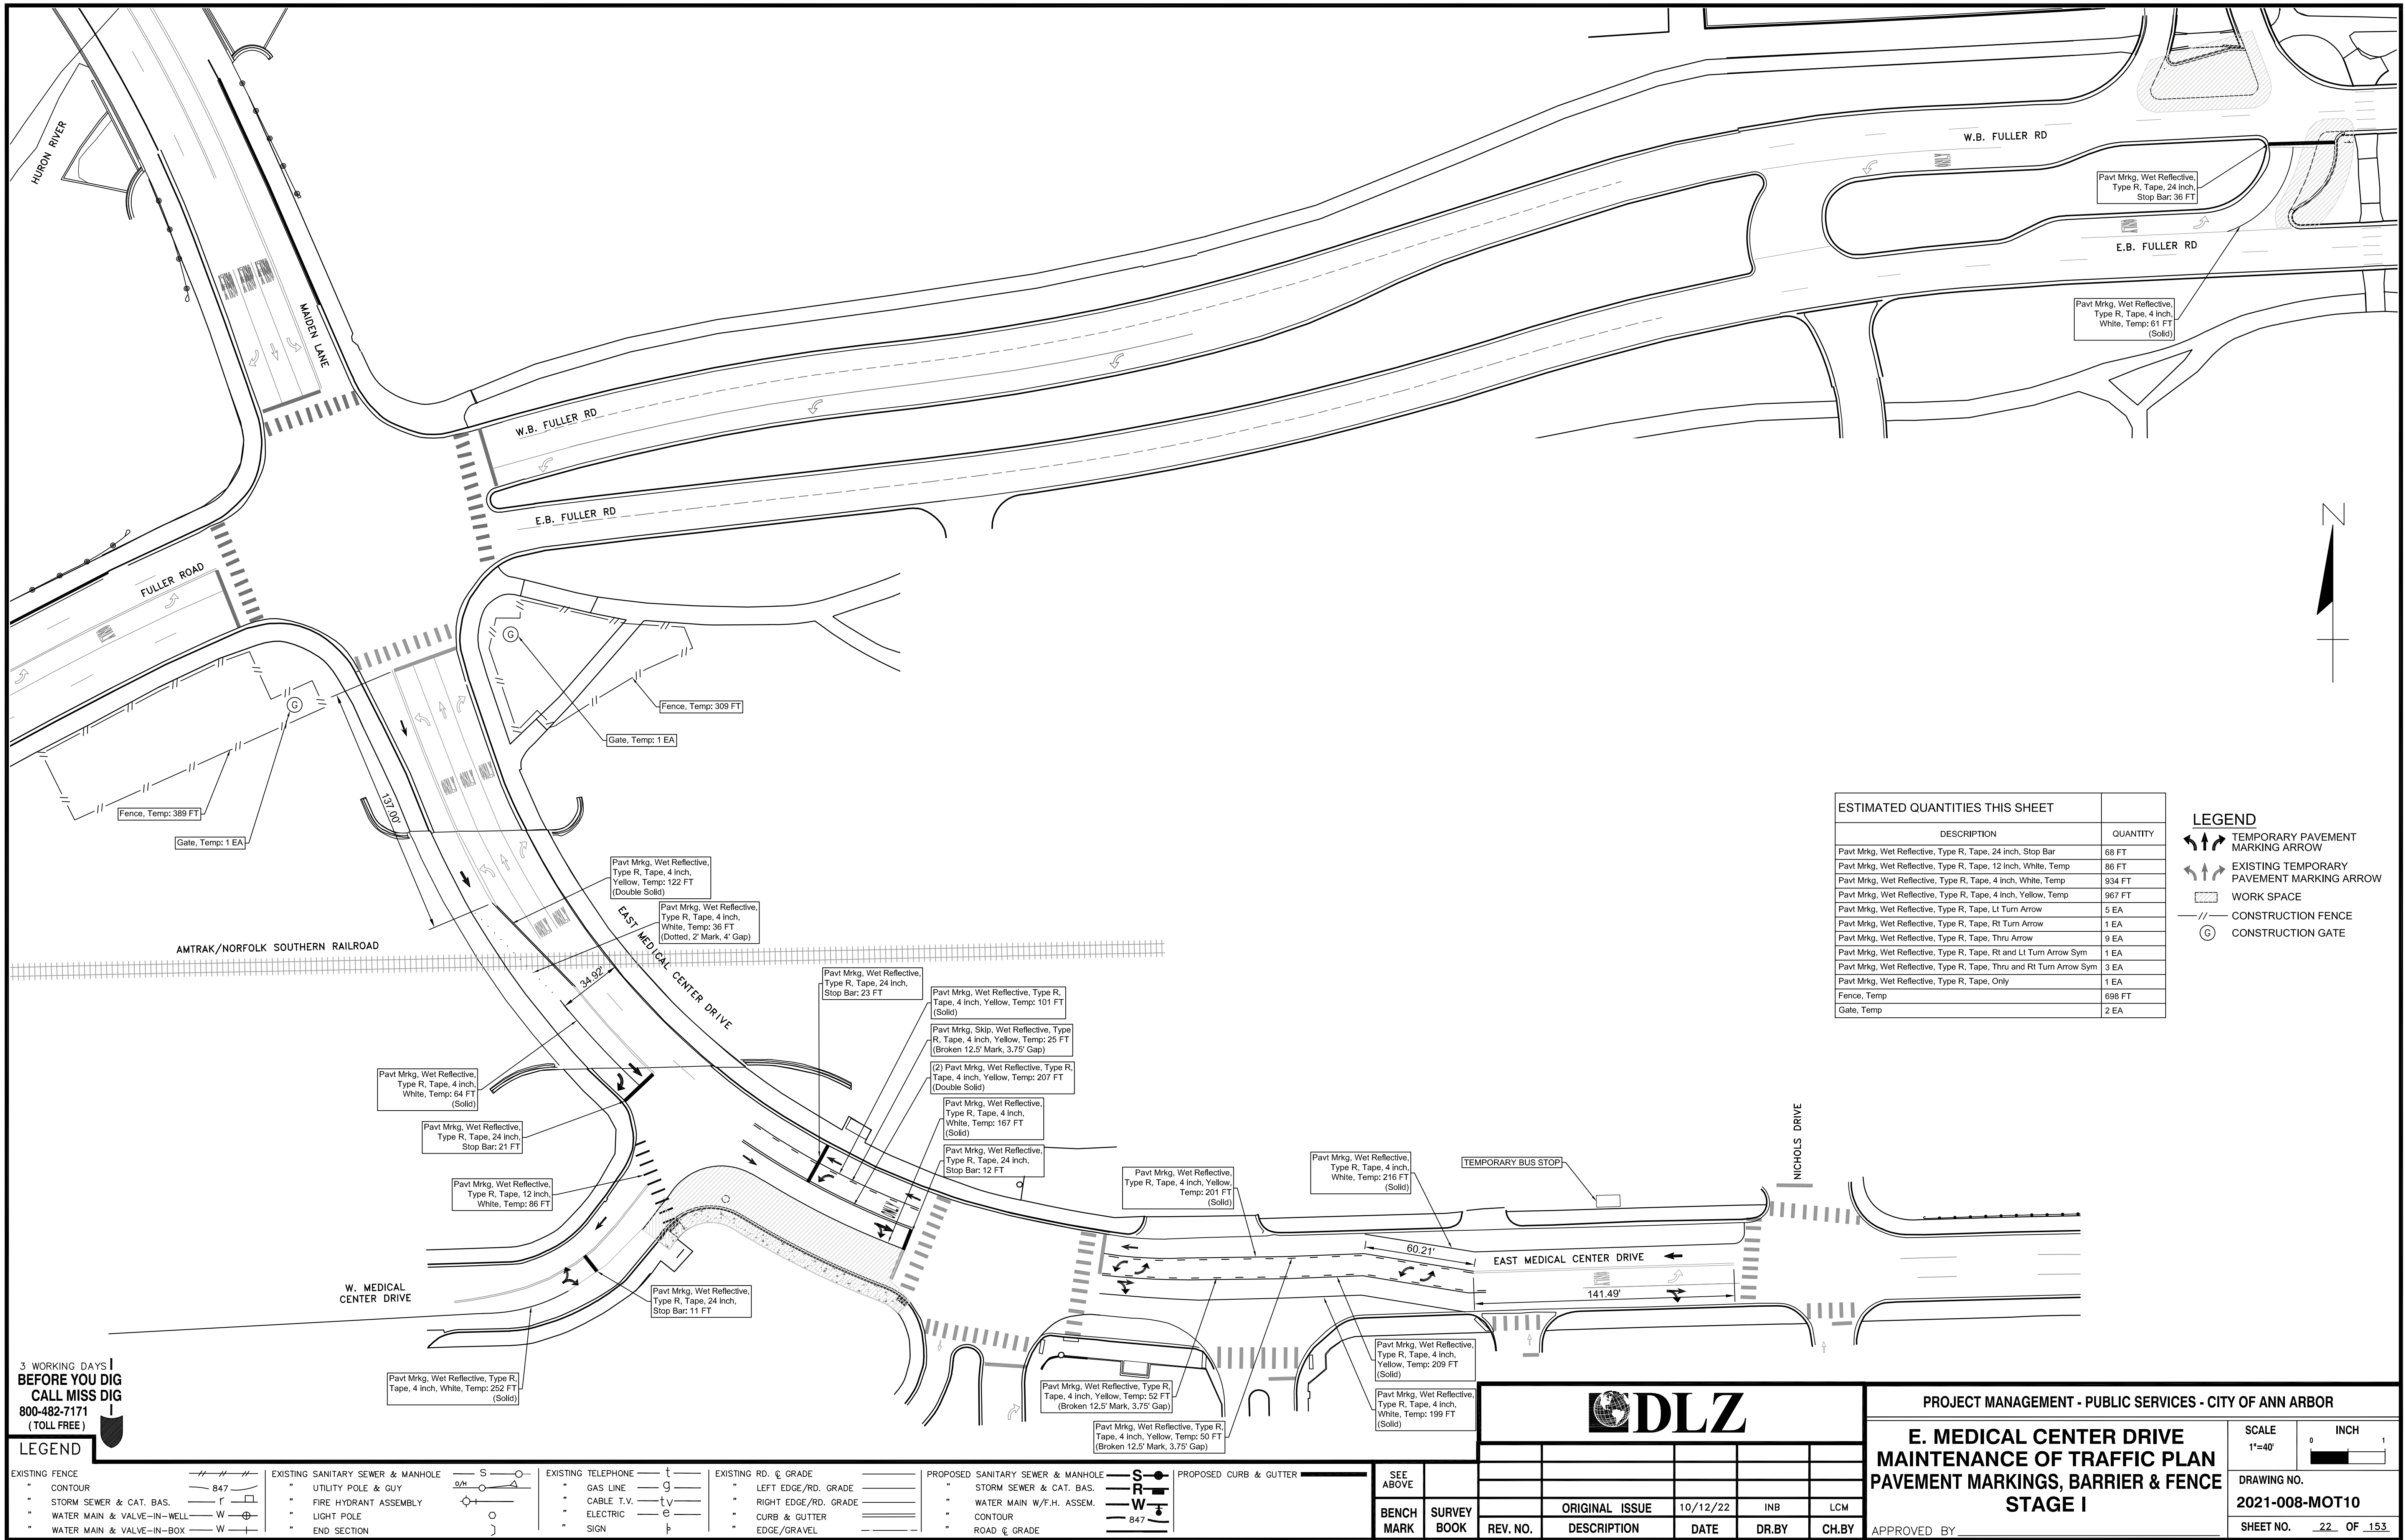 HURON RIVER
MAIDEN LANE
W.B. FULLER RD
Pavt Mrkg, Wet Reflective,
Type R, Tape, 24 inch,
Stop Bar: 36 FT
E.B. FULLER RD
Pavt Mrkg, Wet Reflective,
Type R, Tape, 4 inch,
White, Temp: 61 FT
(Solid)
W.B. FULLER RD
E.B. FULLER RD
FULLER ROAD
N
G
Fence, Temp: 309 FT
Gate, Temp: 1 EA
G
Fence, Temp: 389 FT
Gate, Temp: 1 EA
137.00'
ONLY
ONLY
ONLY
ESTIMATED QUANTITIES THIS SHEET
DESCRIPTION QUANTITY
Pavt Mrkg, Wet Reflective, Type R, Tape, 24 inch, Stop Bar 68 FT
Pavt Mrkg, Wet Reflective, Type R, Tape, 12 inch, White, Temp 86 FT
Pavt Mrkg, Wet Reflective, Type R, Tape, 4 inch, White, Temp 934 FT
Pavt Mrkg, Wet Reflective, Type R, Tape, 4 inch, Yellow, Temp 967 FT
Pavt Mrkg, Wet Reflective, Type R, Tape, Lt Turn Arrow 5 EA
Pavt Mrkg, Wet Reflective, Type R, Tape, Rt Turn Arrow 1 EA
Pavt Mrkg, Wet Reflective, Type R, Tape, Thru Arrow 9 EA
Pavt Mrkg, Wet Reflective, Type R, Tape, Rt and Lt Turn Arrow Sym 1 EA
Pavt Mrkg, Wet Reflective, Type R, Tape, Thru and Rt Turn Arrow Sym 3 EA
Pavt Mrkg, Wet Reflective, Type R, Tape, Only 1 EA
Fence, Temp 698 FT
Gate, Temp 2 EA
LEGEND
TEMPORARY PAVEMENT
MARKING ARROW
EXISTING TEMPORARY
PAVEMENT MARKING ARROW
WORK SPACE
CONSTRUCTION FENCE
G CONSTRUCTION GATE
Pavt Mrkg, Wet Reflective,
Type R, Tape, 4 inch,
Yellow, Temp: 122 FT
(Double Solid)
Pavt Mrkg, Wet Reflective,
Type R, Tape, 4 inch,
White, Temp: 36 FT
(Dotted, 2' Mark, 4' Gap)
EAST MEDICAL CENTER DRIVE
AMTRAK/NORFOLK SOUTHERN RAILROAD
34.92'
Pavt Mrkg, Wet Reflective,
Type R, Tape, 24 inch,
Stop Bar: 23 FT
Pavt Mrkg, Wet Reflective, Type R,
Tape, 4 inch, Yellow, Temp: 101 FT
(Solid)
Pavt Mrkg, Skip, Wet Reflective, Type
R, Tape, 4 inch, Yellow, Temp: 25 FT
(Broken 12.5' Mark, 3.75' Gap)
(2) Pavt Mrkg, Wet Reflective, Type R,
Tape, 4 inch, Yellow, Temp: 207 FT
(Double Solid)
Pavt Mrkg, Wet Reflective,
Type R, Tape, 4 inch,
White, Temp: 167 FT
(Solid)
Pavt Mrkg, Wet Reflective,
Type R, Tape, 24 inch,
Stop Bar: 12 FT
Pavt Mrkg, Wet Reflective,
Type R, Tape, 4 inch,
White, Temp: 64 FT
(Solid)
Pavt Mrkg, Wet Reflective,
Type R, Tape, 24 inch,
Stop Bar: 21 FT
Pavt Mrkg, Wet Reflective,
Type R, Tape, 12 inch,
White, Temp: 86 FT
Pavt Mrkg, Wet Reflective,
Type R, Tape, 4 inch, Yellow,
Temp: 201 FT
(Solid)
Pavt Mrkg, Wet Reflective,
Type R, Tape, 4 inch,
White, Temp: 216 FT
(Solid)
TEMPORARY BUS STOP
NICHOLS DRIVE
60.21'
EAST MEDICAL CENTER DRIVE
141.49'
W. MEDICAL
CENTER DRIVE
Pavt Mrkg, Wet Reflective,
Type R, Tape, 24 inch,
Stop Bar: 11 FT
Pavt Mrkg, Wet Reflective, Type R,
Tape, 4 inch, White, Temp: 252 FT
(Solid)
Pavt Mrkg, Wet Reflective,
Type R, Tape, 4 inch,
Yellow, Temp: 209 FT
(Solid)
Pavt Mrkg, Wet Reflective,
Type R, Tape, 4 inch,
White, Temp: 199 FT
(Solid)
Pavt Mrkg, Wet Reflective, Type R,
Tape, 4 inch, Yellow, Temp: 52 FT
(Broken 12.5' Mark, 3.75' Gap)
Pavt Mrkg, Wet Reflective, Type R,
Tape, 4 inch, Yellow, Temp: 50 FT
(Broken 12.5' Mark, 3.75' Gap)
3 WORKING DAYS
BEFORE YOU DIG
CALL MISS DIG
800-482-7171
( TOLL FREE )
LEGEND
EXISTING FENCE
" CONTOUR 847
" STORM SEWER & CAT. BAS. r
" WATER MAIN & VALVE-IN-WELL W
" WATER MAIN & VALVE-IN-BOX W
EXISTING SANITARY SEWER & MANHOLE S
" UTILITY POLE & GUY O/H
" FIRE HYDRANT ASSEMBLY
" LIGHT POLE
" END SECTION
EXISTING TELEPHONE t
" GAS LINE g
" CABLE T.V. tv
" ELECTRIC e
" SIGN
EXISTING RD. ℄ GRADE
" LEFT EDGE/RD. GRADE
" RIGHT EDGE/RD. GRADE
" CURB & GUTTER
" EDGE/GRAVEL
PROPOSED SANITARY SEWER & MANHOLE S
" STORM SEWER & CAT. BAS. R
" WATER MAIN W/F.H. ASSEM. W
" CONTOUR 847
" ROAD ℄ GRADE
PROPOSED CURB & GUTTER
DLZ
SEE
ABOVE
BENCH
MARK
SURVEY
BOOK
ORIGINAL ISSUE 10/12/22 INB LCM
REV. NO. DESCRIPTION DATE DR.BY CH.BY
PROJECT MANAGEMENT - PUBLIC SERVICES - CITY OF ANN ARBOR
E. MEDICAL CENTER DRIVE
MAINTENANCE OF TRAFFIC PLAN
PAVEMENT MARKINGS, BARRIER & FENCE
STAGE I
APPROVED BY
SCALE
1"=40'
INCH
0 1
DRAWING NO.
2021-008-MOT10
SHEET NO. 22 OF 153